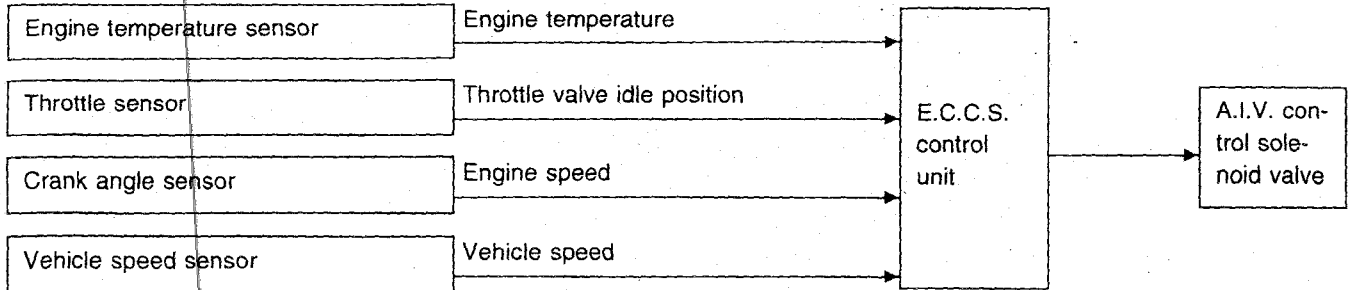 Engine temperature sensor
Engine temperature
Throttle sensor
Throttle valve idle position
Crank angle sensor
Engine speed
Vehicle speed sensor
Vehicle speed
E.C.C.S.
control
unit
A.I.V. con-
trol sole-
noid valve